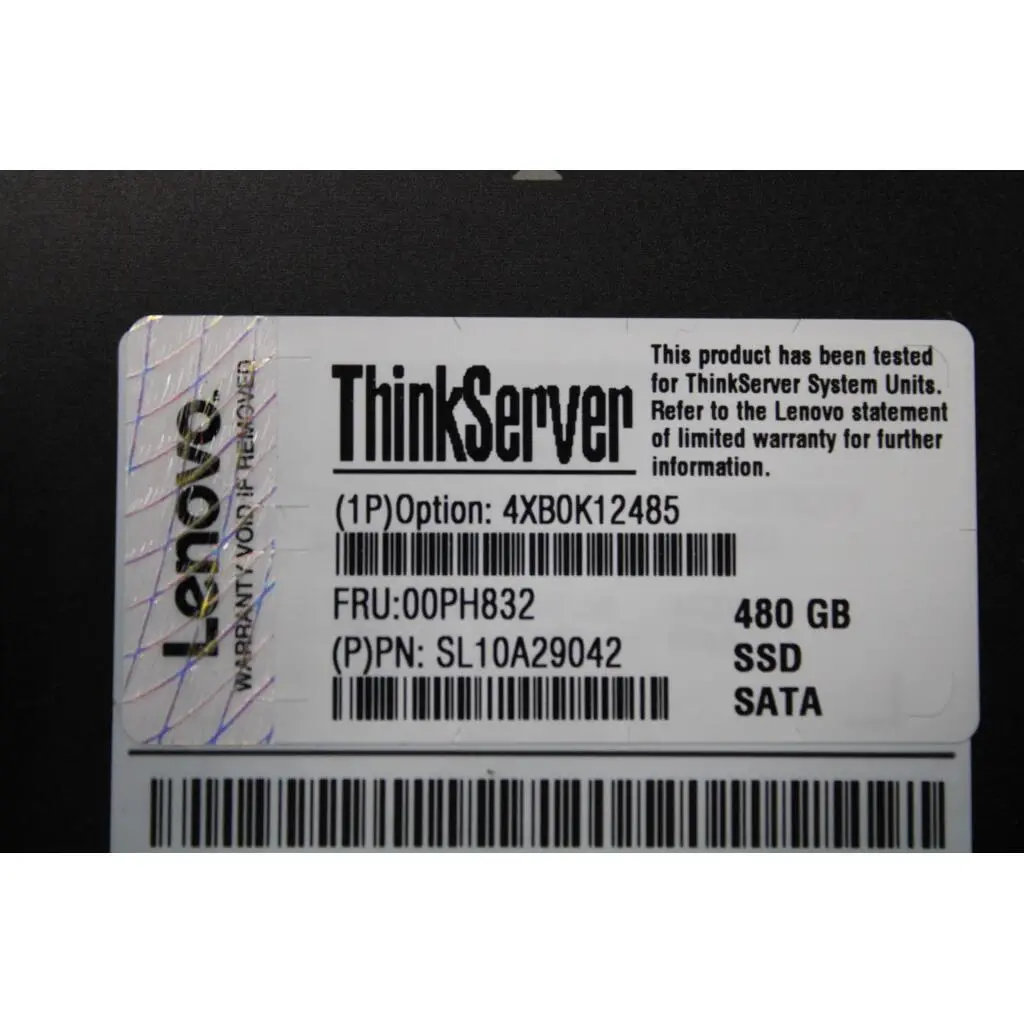 Lenovo™
WARRANTY VOID IF REMOVED
ThinkServer
This product has been tested
for ThinkServer System Units.
Refer to the Lenovo statement
of limited warranty for further
information.
(1P)Option: 4XB0K12485
FRU:00PH832
(P)PN: SL10A29042
480 GB
SSD
SATA